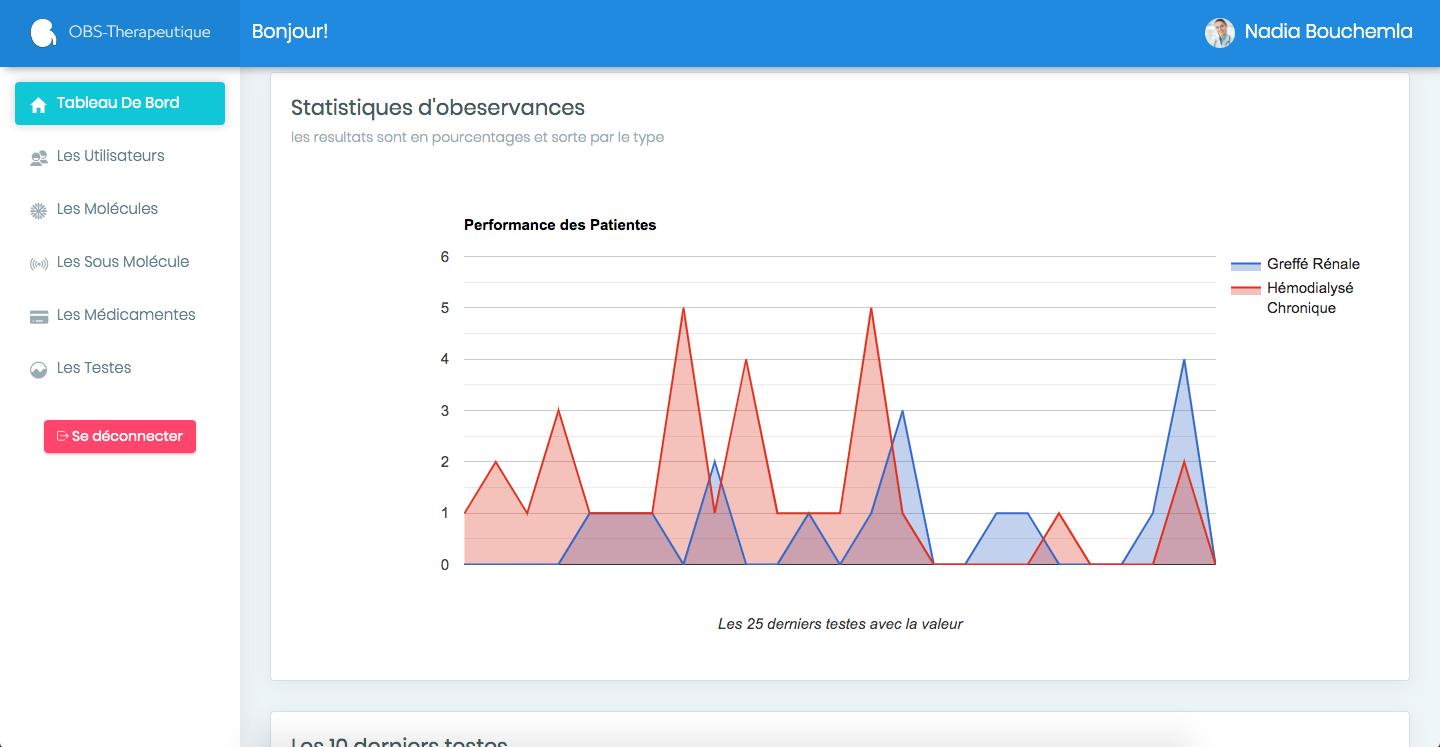 OBS-Therapeutique
Bonjour!
Nadia Bouchemla
Tableau De Bord
Les Utilisateurs
Les Molécules
Les Sous Molécule
Les Médicamentes
Les Testes
Se déconnecter
Statistiques d'obeservances
les resultats sont en pourcentages et sorte par le type
Performance des Patientes
6
5
4
3
2
1
0
Greffé Rénale
Hémodialysé
Chronique
Les 25 derniers testes avec la valeur
Les 10 derniers testes